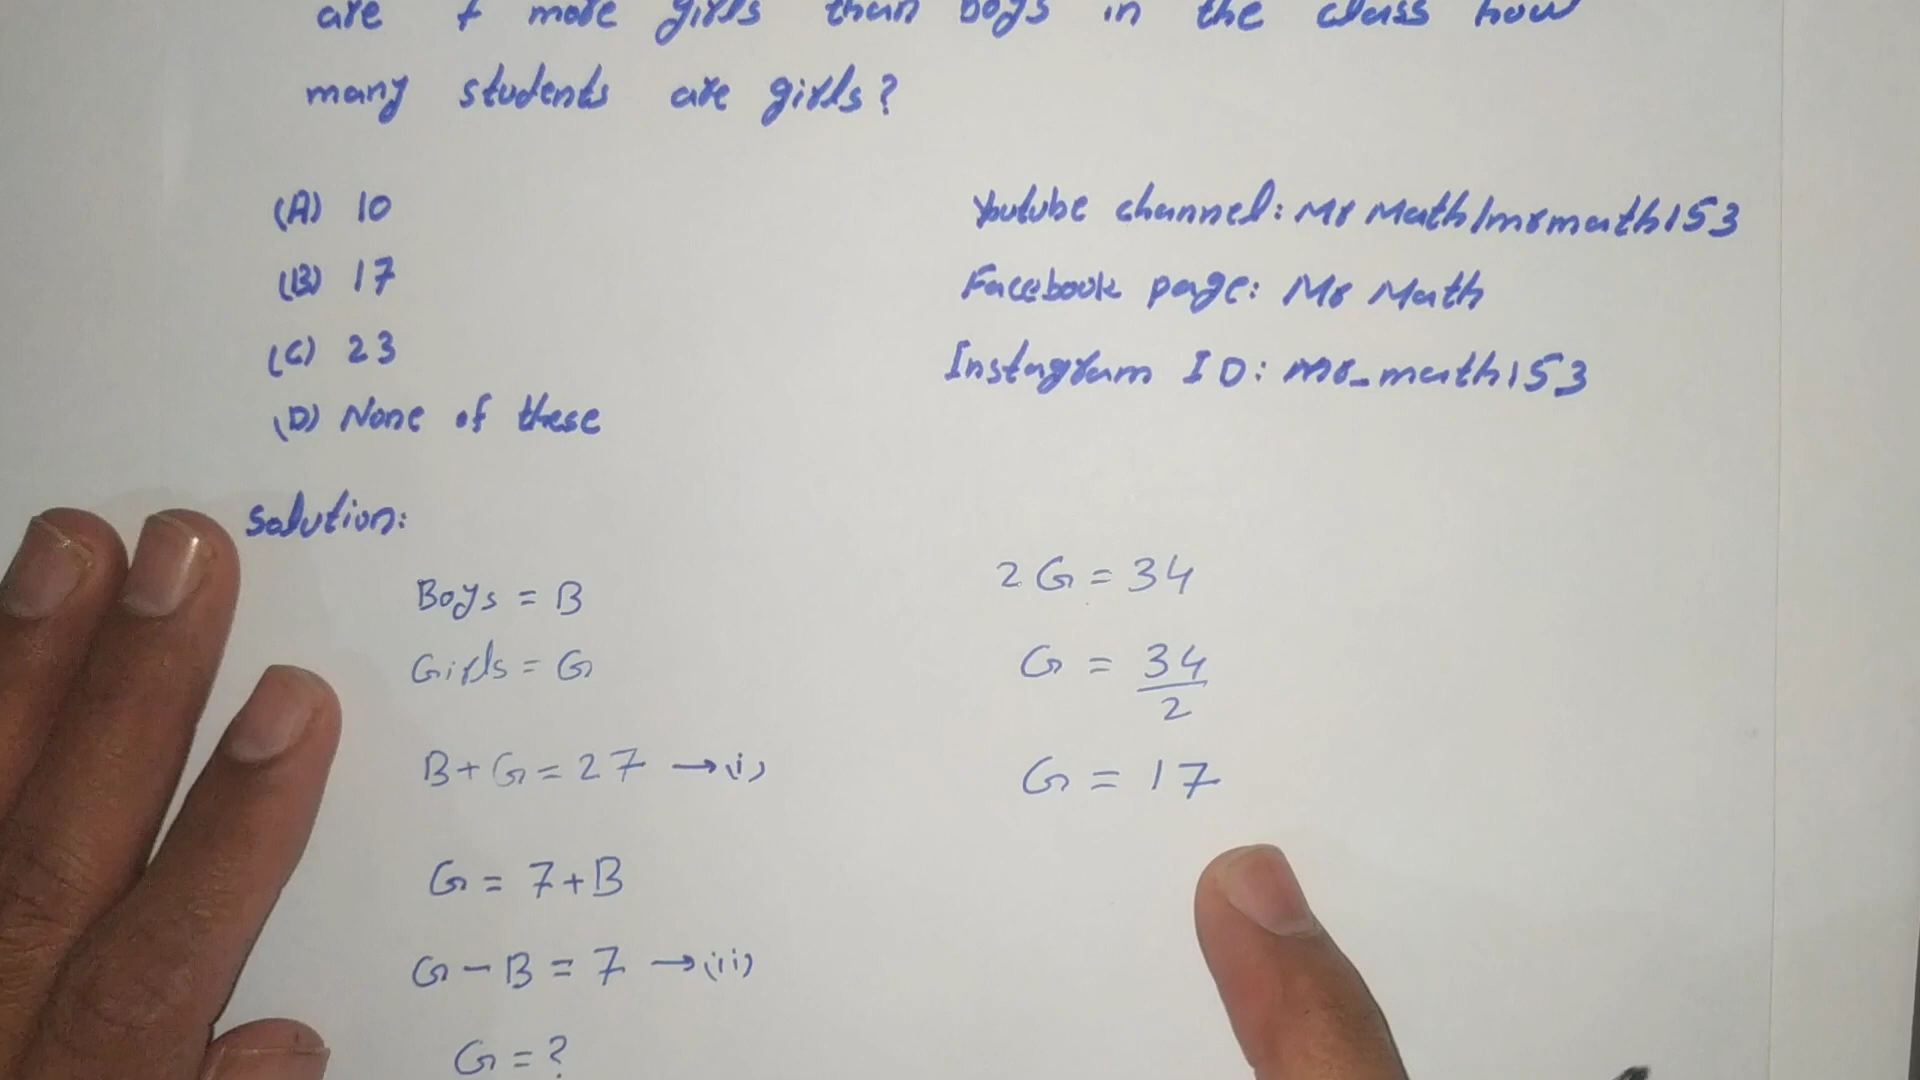 are 7 more girls than boys in the class how
many students are girls?
(A) 10
(B) 17
(C) 23
(D) None of these
Youtube channel: Mr Math/mrmath153
Facebook page: Mr Math
Instagram ID: mr_math153
Solution:
Boys = B
Girls = G
B+G=27 →(i)
G = 7+B
G-B=7 →(ii)
G=?
2G=34
G = 34/2
G = 17